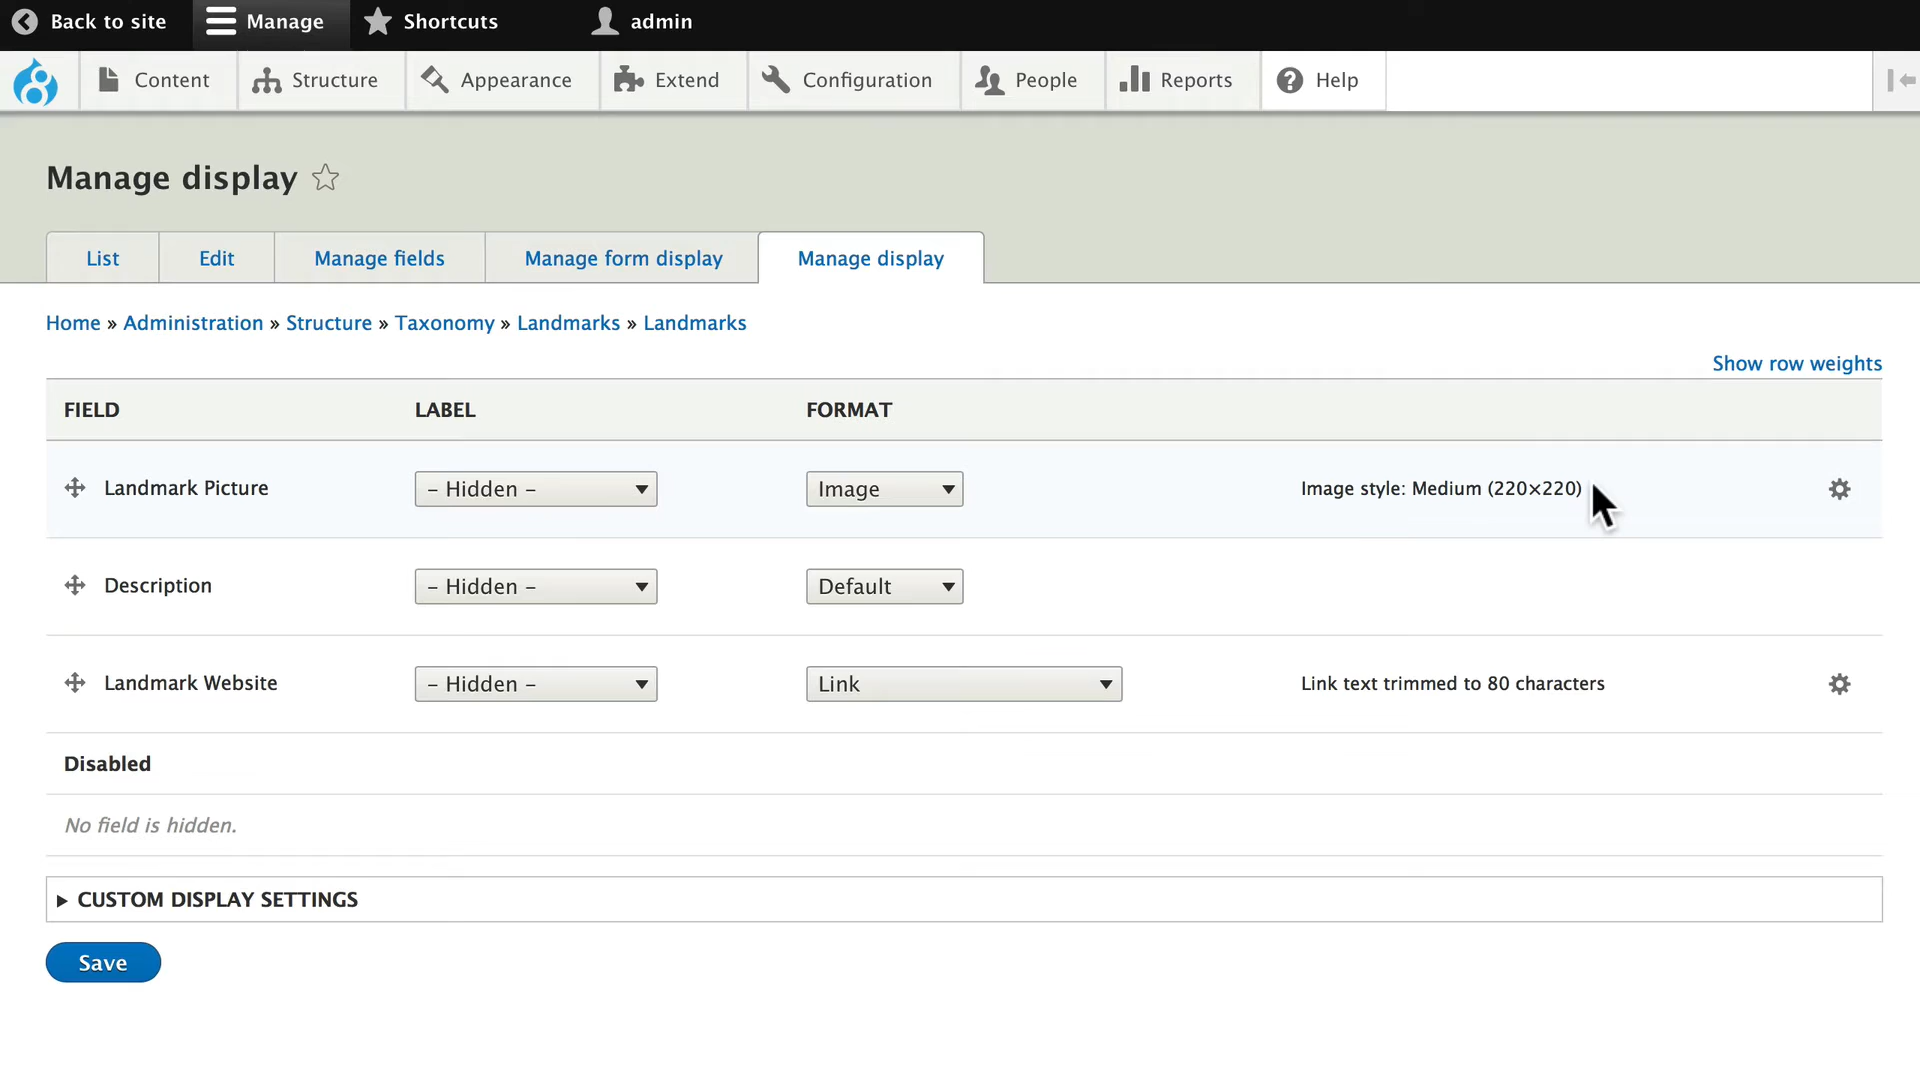 Back to site Manage Shortcuts admin
Content Structure Appearance Extend Configuration People Reports Help
Manage display
List Edit Manage fields Manage form display Manage display
Home » Administration » Structure » Taxonomy » Landmarks » Landmarks
Show row weights
FIELD LABEL FORMAT
Landmark Picture - Hidden - Image Image style: Medium (220×220)
Description - Hidden - Default
Landmark Website - Hidden - Link Link text trimmed to 80 characters
Disabled
No field is hidden.
CUSTOM DISPLAY SETTINGS
Save